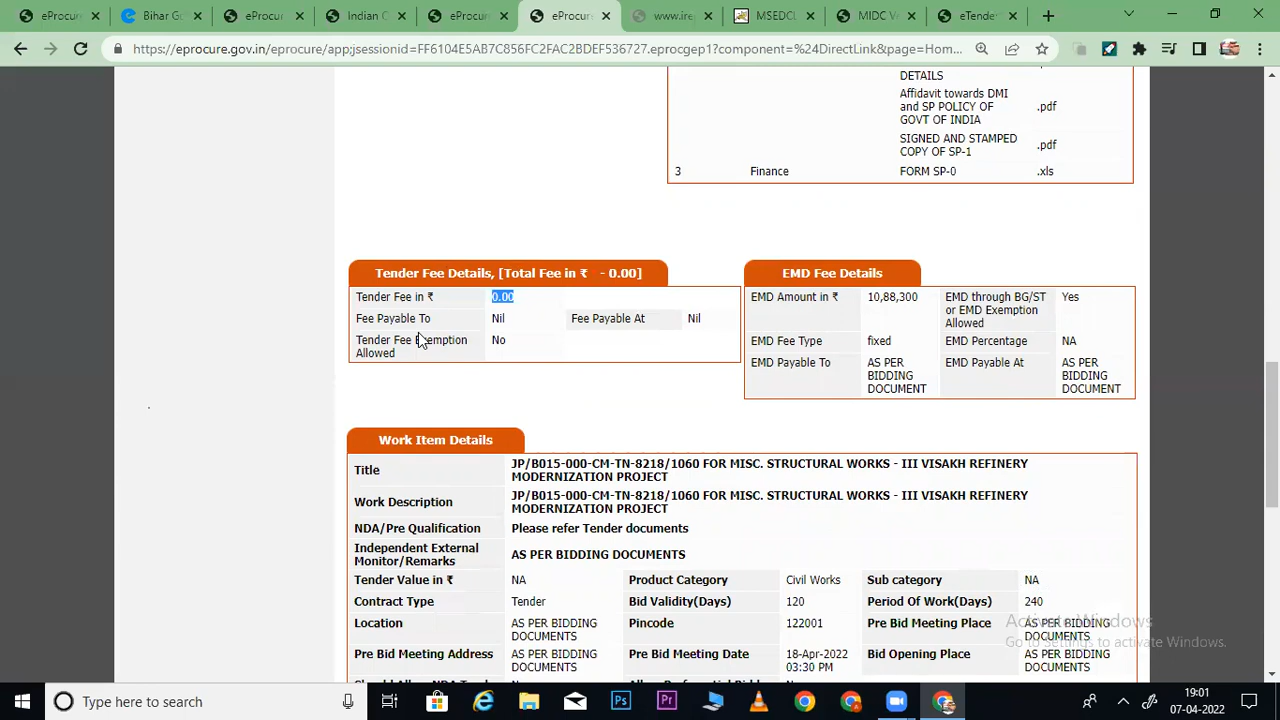 eProc
Bihar GL
eProcure
Indian C
eProcure
eProcure
www.irep
MSEDCL
MIDC Ve
eTender
https://eprocure.gov.in/eprocure/app;jsessionid=FF6104E5AB7C856FC2FAC2BDEF536727.eprocgep1?component=%24DirectLink&page=Hom...
DETAILS
Affidavit towards DMI
and SP POLICY OF
GOVT OF INDIA
.pdf
SIGNED AND STAMPED
COPY OF SP-1
.pdf
3 Finance FORM SP-0 .xls
Tender Fee Details, [Total Fee in ₹ - 0.00]
Tender Fee in ₹ 0.00
Fee Payable To Nil Fee Payable At Nil
Tender Fee Exemption
Allowed
No
EMD Fee Details
EMD Amount in ₹ 10,88,300
EMD through BG/ST
or EMD Exemption
Allowed
Yes
EMD Fee Type fixed EMD Percentage NA
EMD Payable To
AS PER
BIDDING
DOCUMENT
EMD Payable At
AS PER
BIDDING
DOCUMENT
Work Item Details
Title
JP/B015-000-CM-TN-8218/1060 FOR MISC. STRUCTURAL WORKS - III VISAKH REFINERY
MODERNIZATION PROJECT
Work Description
JP/B015-000-CM-TN-8218/1060 FOR MISC. STRUCTURAL WORKS - III VISAKH REFINERY
MODERNIZATION PROJECT
NDA/Pre Qualification Please refer Tender documents
Independent External
Monitor/Remarks
AS PER BIDDING DOCUMENTS
Tender Value in ₹ NA Product Category Civil Works Sub category NA
Contract Type Tender Bid Validity(Days) 120 Period Of Work(Days) 240
Location
AS PER BIDDING
DOCUMENTS
Pincode 122001 Pre Bid Meeting Place
AS PER BIDDING
DOCUMENTS
Pre Bid Meeting Address
AS PER BIDDING
DOCUMENTS
Pre Bid Meeting Date
18-Apr-2022
03:30 PM
Bid Opening Place
AS PER BIDDING
DOCUMENTS
Activate Windows
Go to Settings to activate Windows.
Type here to search
Ps
Pr
19:01
07-04-2022